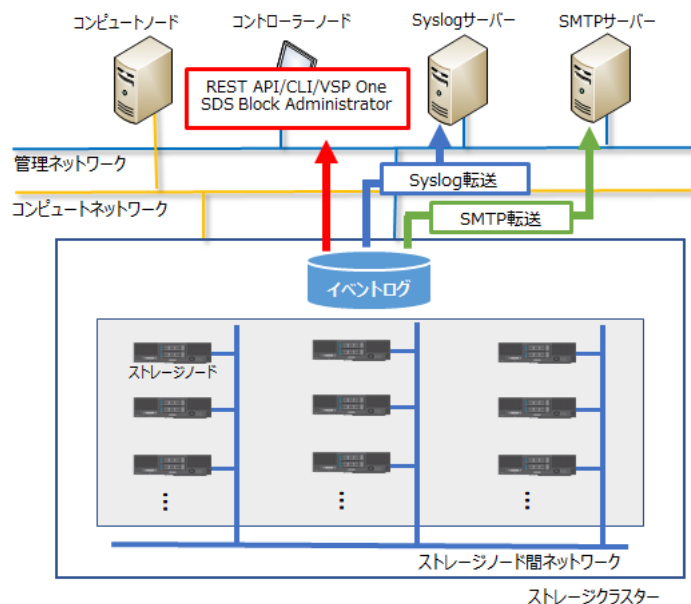 コンピュートノード
コントローラーノード
Syslogサーバー
SMTPサーバー
REST API/CLI/VSP One
SDS Block Administrator
管理ネットワーク
Syslog転送
コンピュートネットワーク
SMTP転送
イベントログ
ストレージノード
⋮
⋮
⋮
ストレージノード間ネットワーク
ストレージクラスター